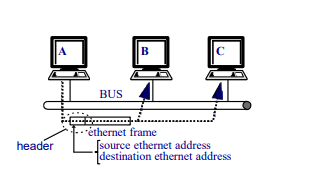 A B C
BUS
ethernet frame
header
source ethernet address
destination ethernet address